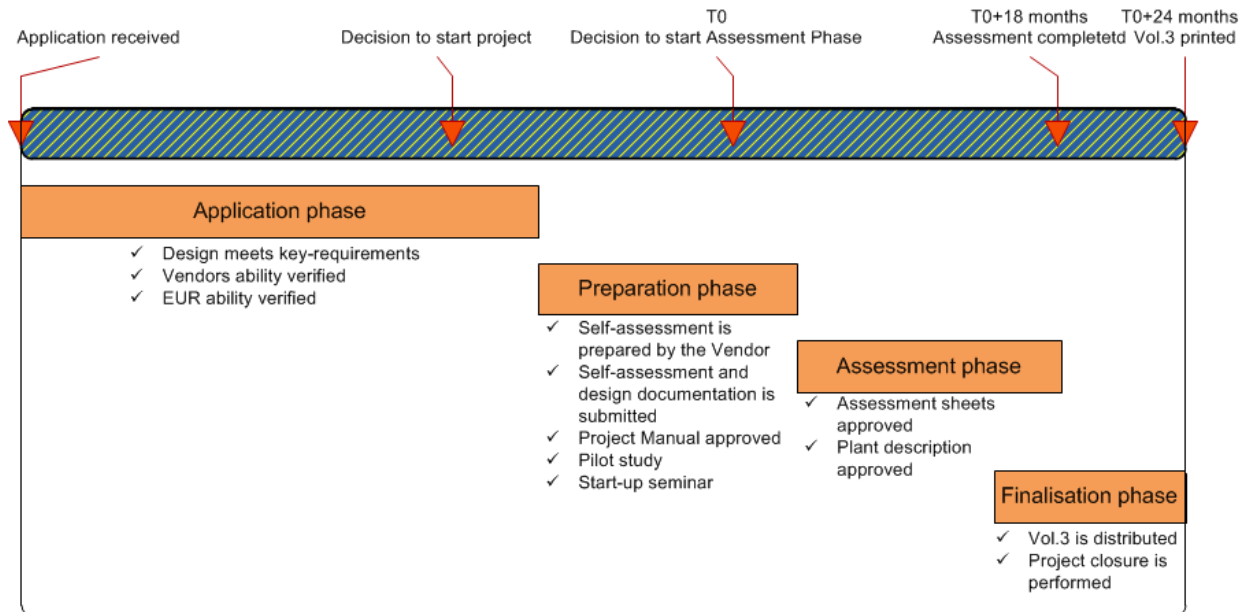 Application received
Decision to start project
T0
Decision to start Assessment Phase
T0+18 months
Assessment completetd
T0+24 months
Vol.3 printed
Application phase
✓ Design meets key-requirements
✓ Vendors ability verified
✓ EUR ability verified
Preparation phase
✓ Self-assessment is
prepared by the Vendor
✓ Self-assessment and
design documentation is
submitted
✓ Project Manual approved
✓ Pilot study
✓ Start-up seminar
Assessment phase
✓ Assessment sheets
approved
✓ Plant description
approved
Finalisation phase
✓ Vol.3 is distributed
✓ Project closure is
performed